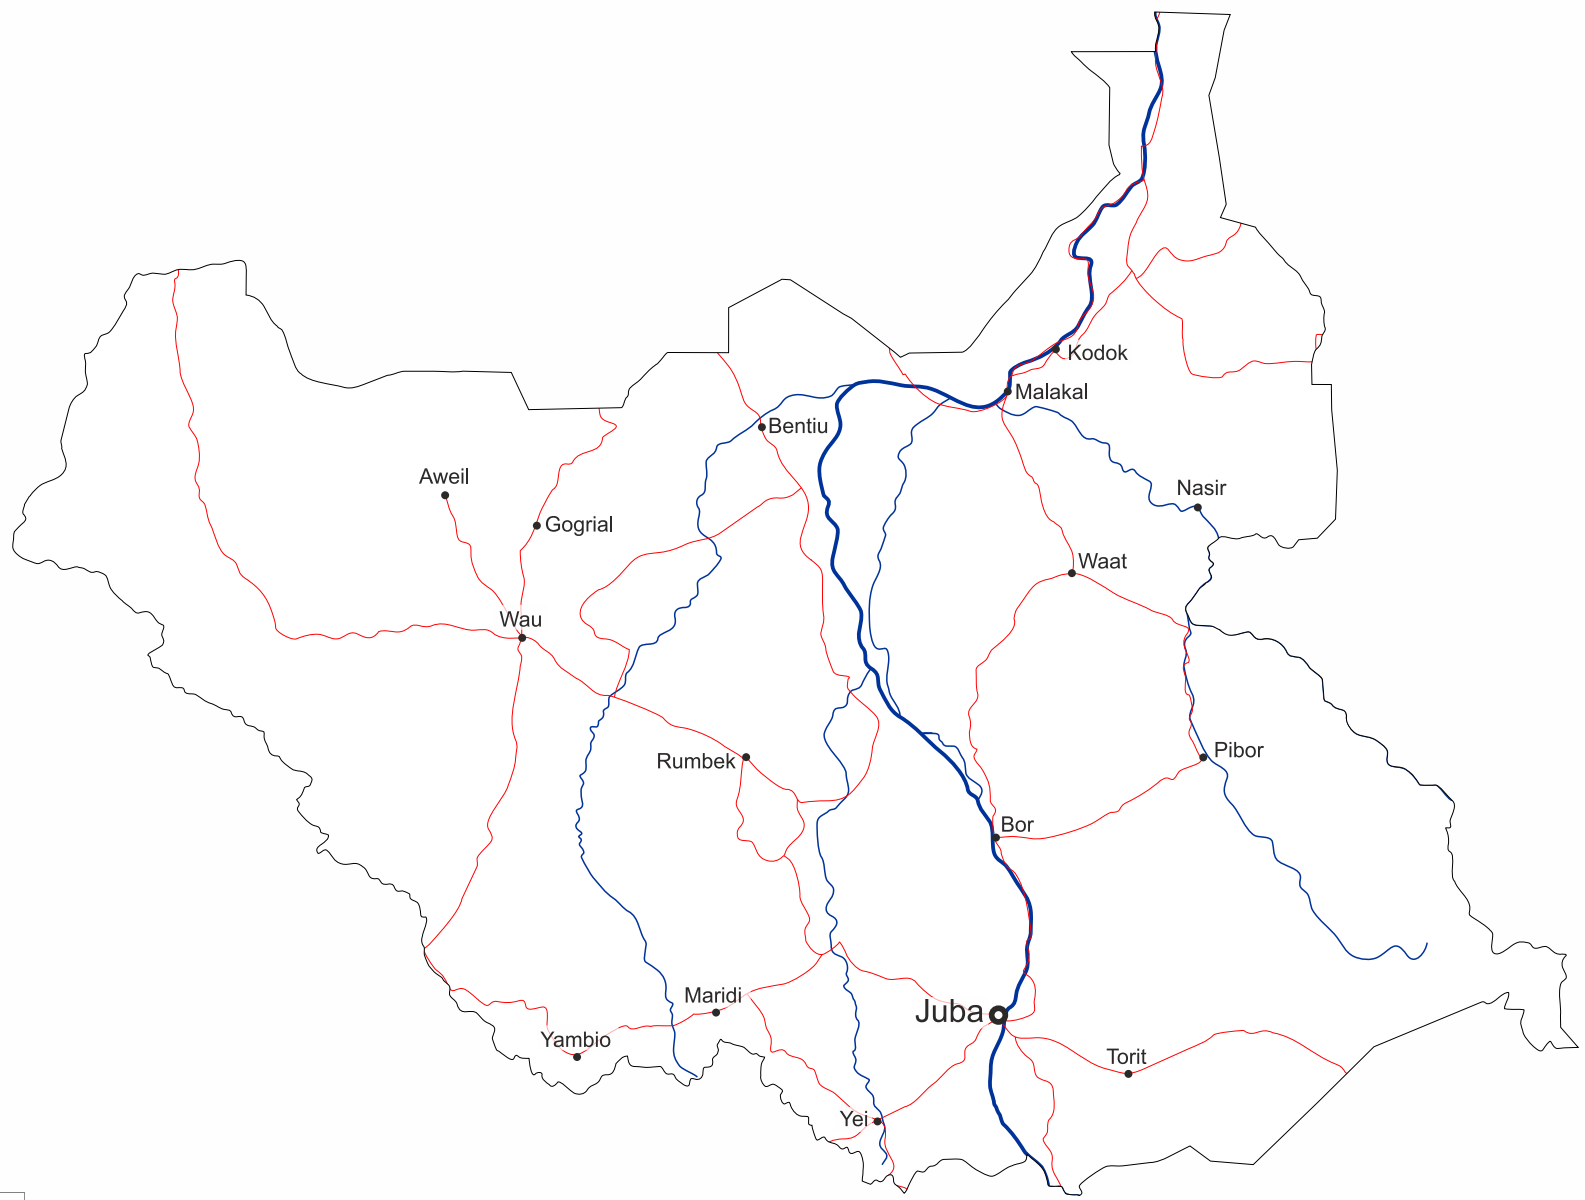 Kodok
Malakal
Bentiu
Aweil
Nasir
Gogrial
Waat
Wau
Pibor
Rumbek
Bor
Maridi
Juba
Yambio
Torit
Yei